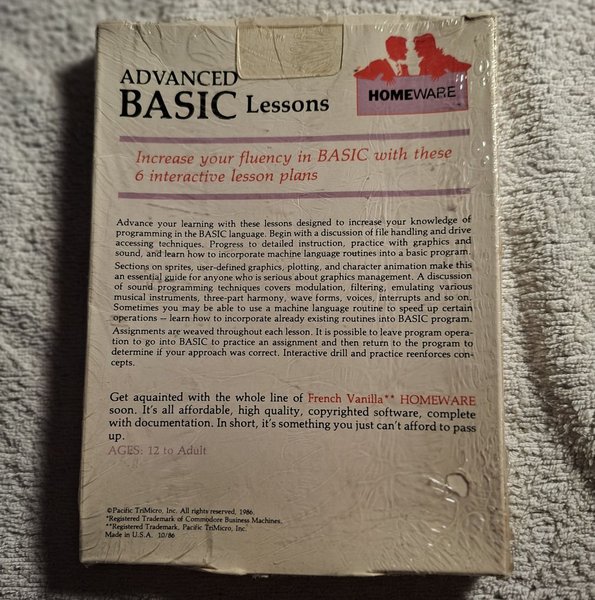 ADVANCED
BASIC Lessons
HOMEWARE
Increase your fluency in BASIC with these
6 interactive lesson plans
Advance your learning with these lessons designed to increase your knowledge of
programming in the BASIC language. Begin with a discussion of file handling and drive
accessing techniques. Progress to detailed instruction, practice with graphics and
sound, and learn how to incorporate machine language routines into a basic program.
Sections on sprites, user-defined graphics, plotting, and character animation make this
an essential guide for anyone who is serious about graphics management. A discussion
of sound programming techniques covers modulation, filtering, emulating various
musical instruments, three-part harmony, wave forms, voices, interrupts and so on.
Sometimes you may be able to use a machine language routine to speed up certain
operations – learn how to incorporate already existing routines into BASIC program.
Assignments are weaved throughout each lesson. It is possible to leave program opera-
tion to go into BASIC to practice an assignment and then return to the program to
determine if your approach was correct. Interactive drill and practice reenforces con-
cepts.
Get aquainted with the whole line of French Vanilla** HOMEWARE
soon. It's all affordable, high quality, copyrighted software, complete
with documentation. In short, it's something you just can't afford to pass
up.
AGES: 12 to Adult
©Pacific TriMicro, Inc. All rights reserved, 1986.
*Registered Trademark of Commodore Business Machines.
**Registered Trademark, Pacific TriMicro, Inc.
Made in U.S.A. 10/86